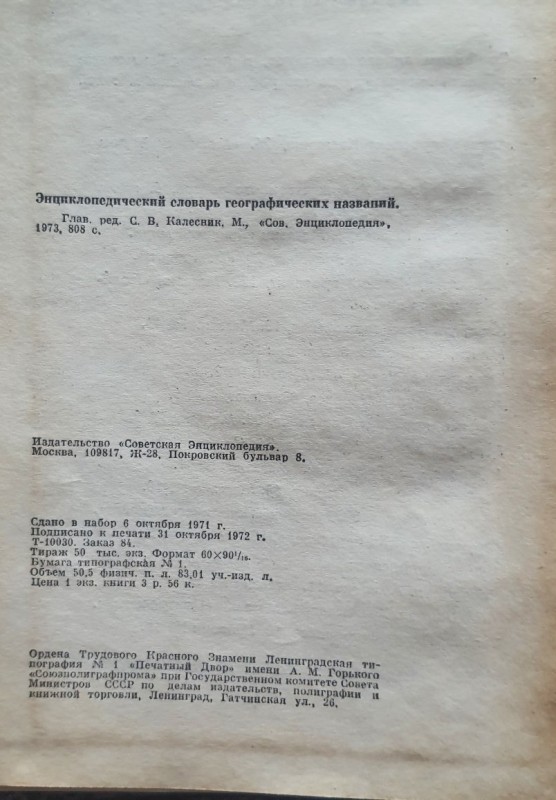 Энциклопедический словарь географических названий.
Глав. ред. С. В. Калесник, М., «Сов. Энциклопедия»,
1973, 808 с.
Издательство «Советская Энциклопедия».
Москва, 109817, Ж-28, Покровский бульвар 8.
Сдано в набор 6 октября 1971 г.
Подписано к печати 31 октября 1972 г.
Т-10030. Заказ 84.
Тираж 50 тыс. экз. Формат 60×90¹/₁₆.
Бумага типографская № 1.
Объем 50,5 физич. п. л. 83,01 уч.-изд. л.
Цена 1 экз. книги 3 р. 56 к.
Ордена Трудового Красного Знамени Ленинградская ти-
пография № 1 «Печатный Двор» имени А. М. Горького
«Союзполиграфпрома» при Государственном комитете Совета
Министров СССР по делам издательств, полиграфии и
книжной торговли, Ленинград, Гатчинская ул., 26.